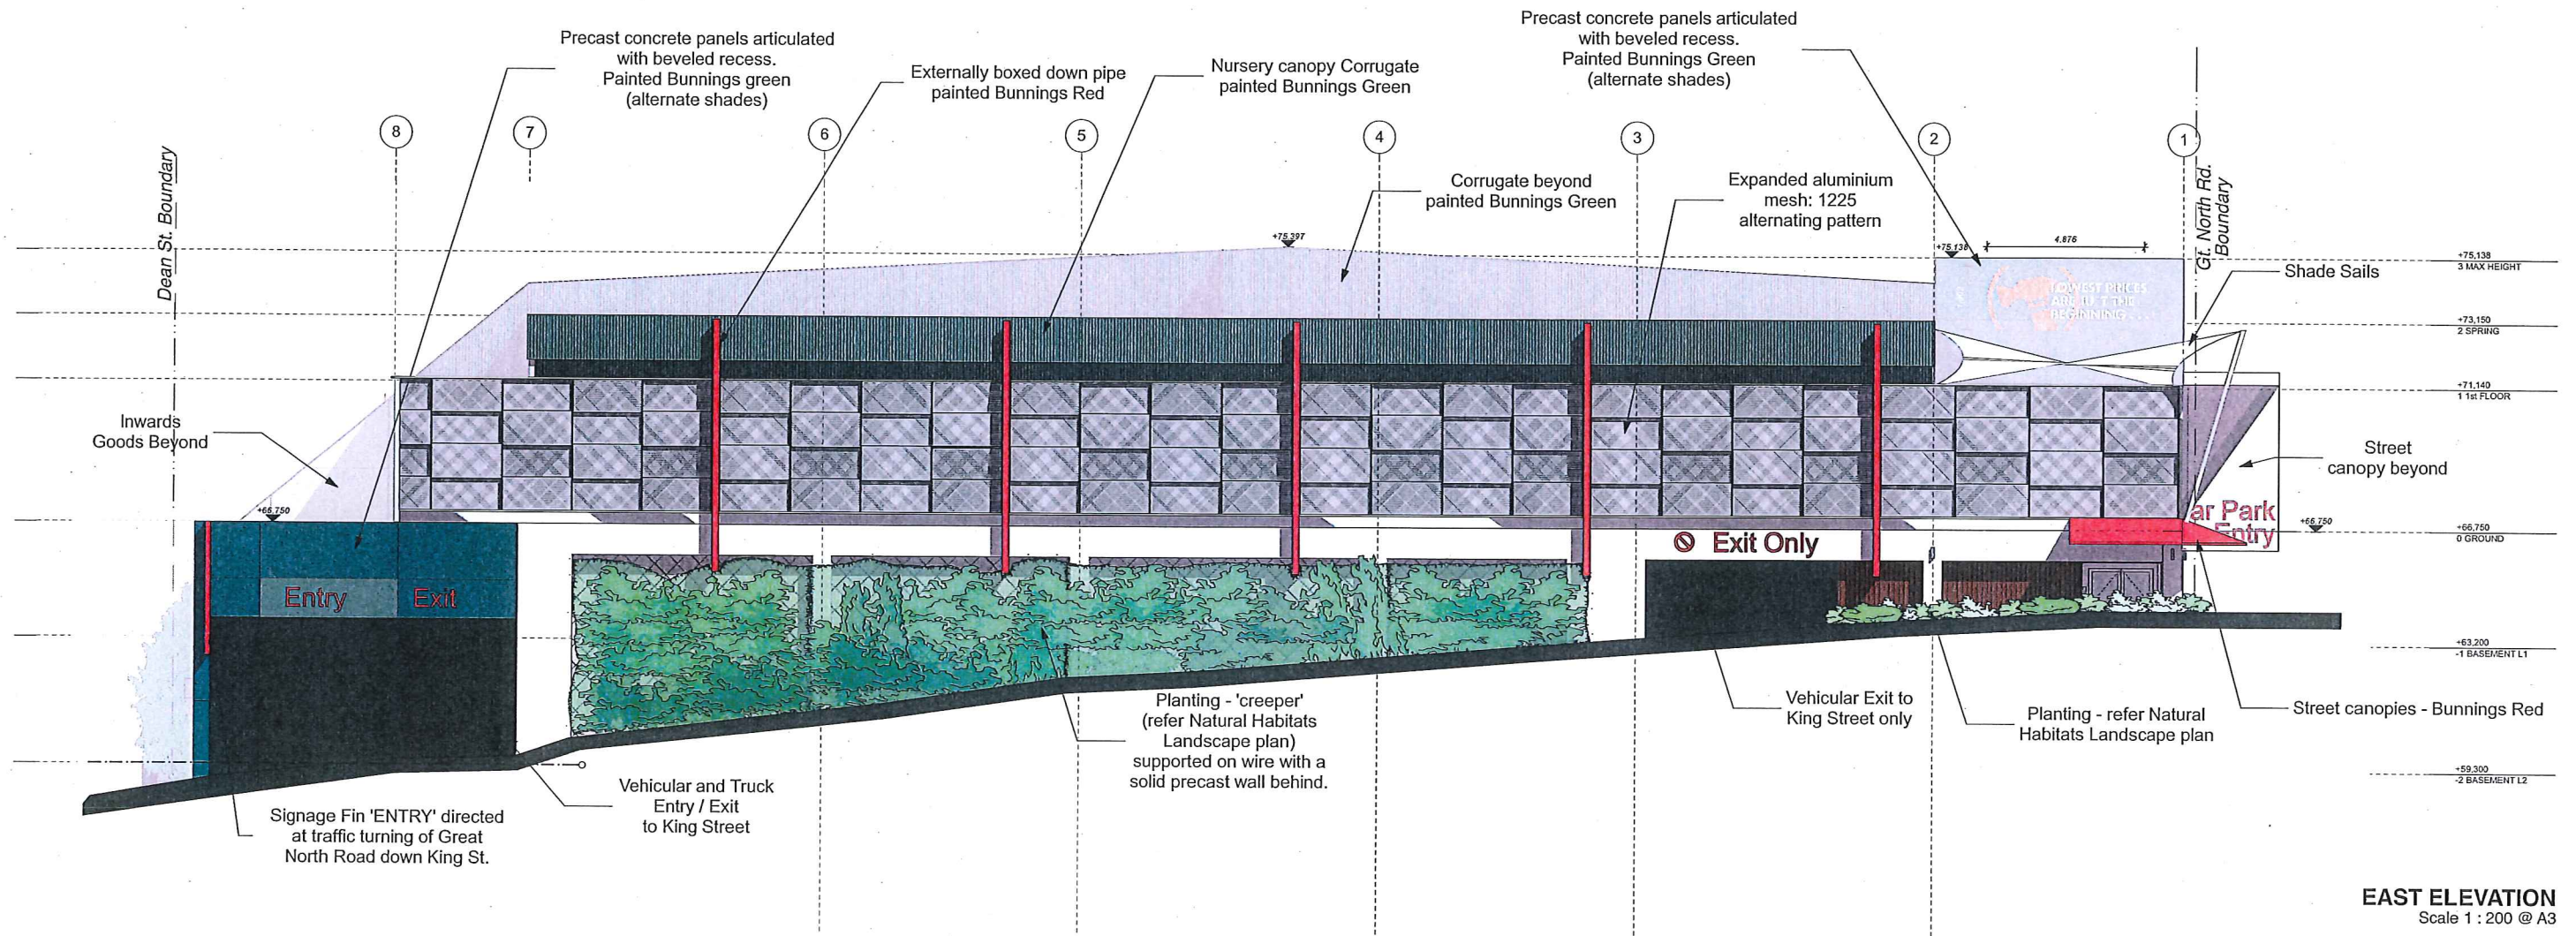 Precast concrete panels articulated
with beveled recess.
Painted Bunnings green
(alternate shades)
Externally boxed down pipe
painted Bunnings Red
Nursery canopy Corrugate
painted Bunnings Green
Precast concrete panels articulated
with beveled recess.
Painted Bunnings Green
(alternate shades)
8
7
6
5
4
3
2
1
Dean St. Boundary
Gt. North Rd.
Boundary
Corrugate beyond
painted Bunnings Green
Expanded aluminium
mesh: 1225
alternating pattern
+75.397
+75.138
4.876
+75,138
3 MAX HEIGHT
Shade Sails
LOWEST PRICES
ARE JUST THE
BEGINNING
+73,150
2 SPRING
+71,140
1 1st FLOOR
Inwards
Goods Beyond
Street
canopy beyond
+66.750
ar Park
Entry
+66.750
+66,750
0 GROUND
Exit Only
Entry
Exit
+63,200
-1 BASEMENT L1
Planting - 'creeper'
(refer Natural Habitats
Landscape plan)
supported on wire with a
solid precast wall behind.
Vehicular Exit to
King Street only
Planting - refer Natural
Habitats Landscape plan
Street canopies - Bunnings Red
+59,300
-2 BASEMENT L2
Vehicular and Truck
Entry / Exit
to King Street
Signage Fin 'ENTRY' directed
at traffic turning of Great
North Road down King St.
EAST ELEVATION
Scale 1 : 200 @ A3